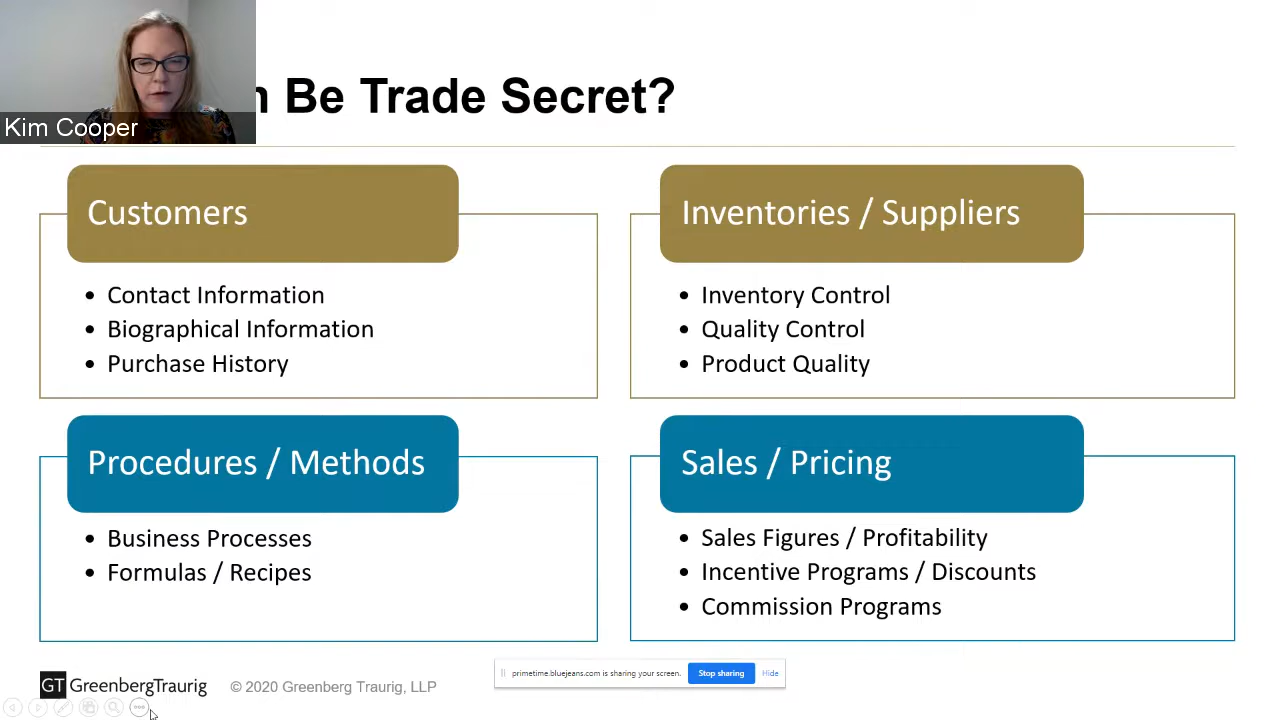 Kim Cooper
n Be Trade Secret?
Customers
• Contact Information
• Biographical Information
• Purchase History
Inventories / Suppliers
• Inventory Control
• Quality Control
• Product Quality
Procedures / Methods
• Business Processes
• Formulas / Recipes
Sales / Pricing
• Sales Figures / Profitability
• Incentive Programs / Discounts
• Commission Programs
GT GreenbergTraurig
© 2020 Greenberg Traurig, LLP
primetime.bluejeans.com is sharing your screen.
Stop sharing
Hide